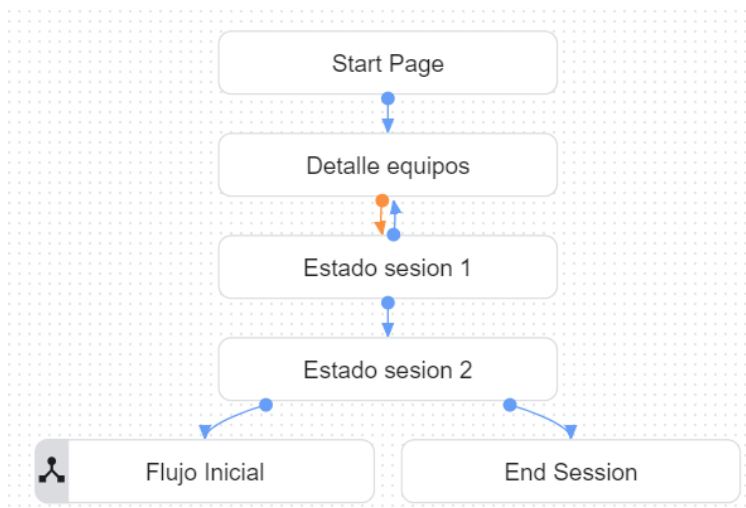 Start Page
Detalle equipos
Estado sesion 1
Estado sesion 2
Flujo Inicial
End Session